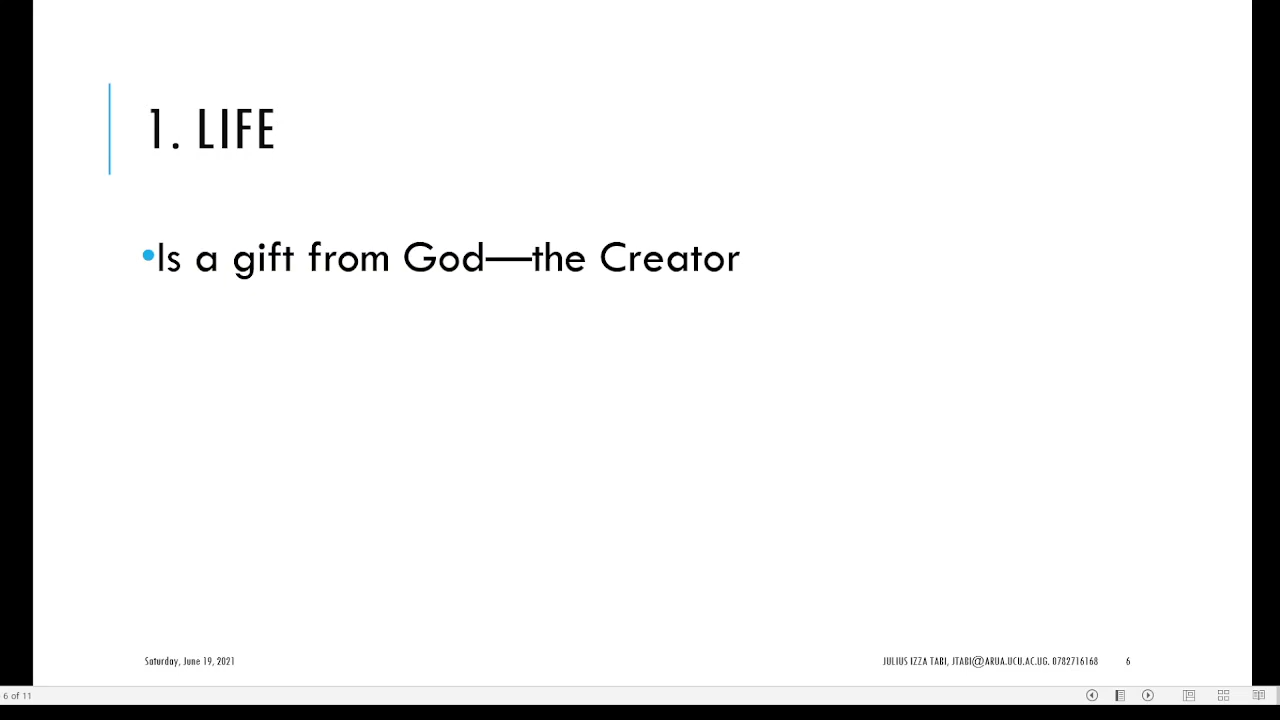 1. LIFE
•Is a gift from God—the Creator
Saturday, June 19, 2021
JULIUS IZZA TABI, JTABI@ARUA.UCU.AC.UG. 0782716168
6
6 of 11